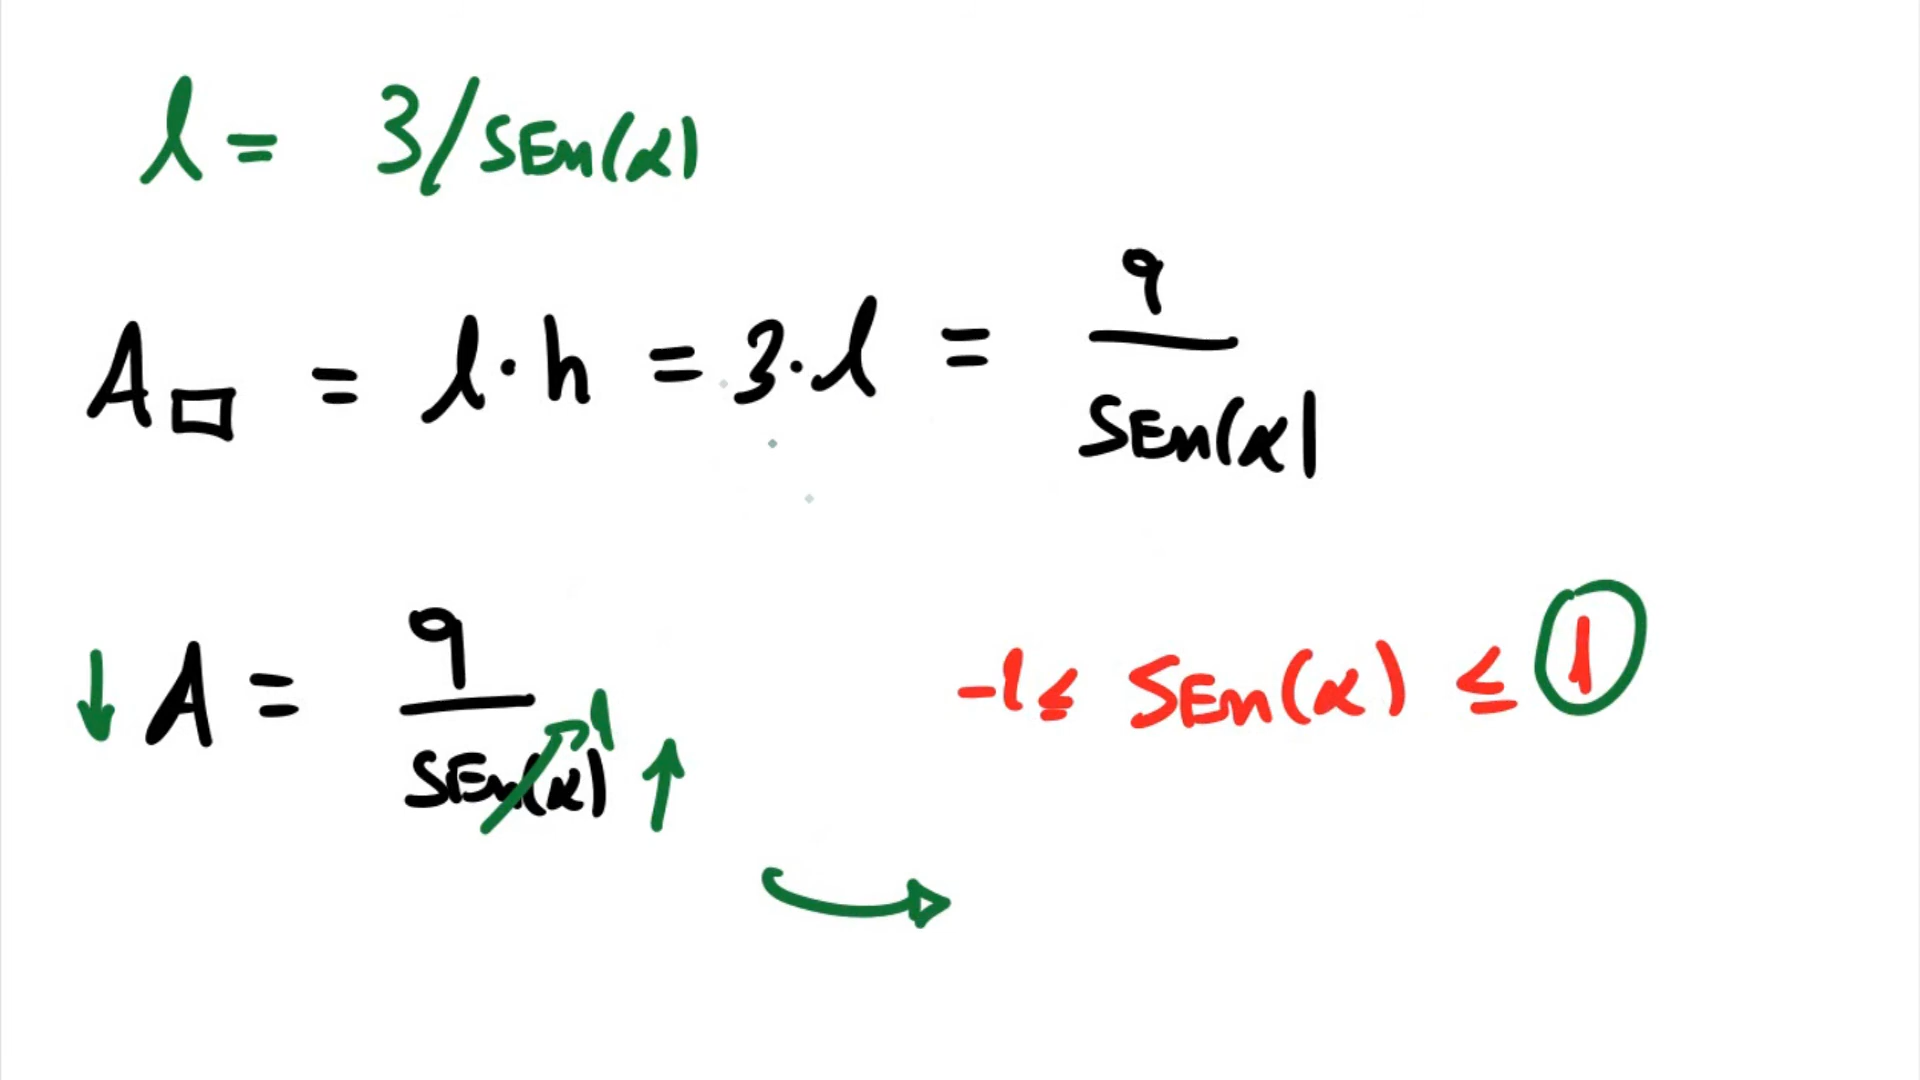 l = 3/SEn(α)
A□ = l·h = 3·l = 9/SEn(α)
↓ A = 9/SEn(α) 1 ↑
-1 ≤ SEn(α) ≤ 1